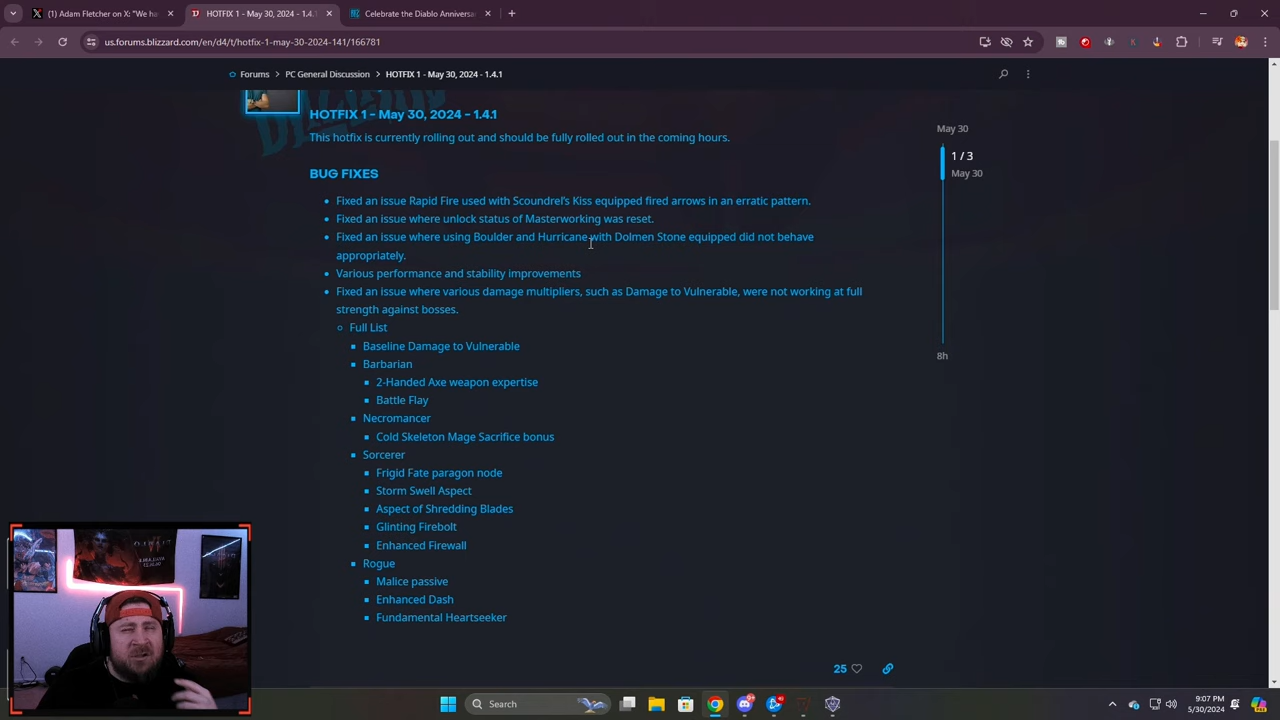 (1) Adam Fletcher on X: "We ha
HOTFIX 1 - May 30, 2024 - 1.4.1
Celebrate the Diablo Anniversa
us.forums.blizzard.com/en/d4/t/hotfix-1-may-30-2024-141/166781
Forums > PC General Discussion > HOTFIX 1 - May 30, 2024 - 1.4.1
HOTFIX 1 - May 30, 2024 - 1.4.1
This hotfix is currently rolling out and should be fully rolled out in the coming hours.
May 30
1 / 3
May 30
BUG FIXES
Fixed an issue Rapid Fire used with Scoundrel's Kiss equipped fired arrows in an erratic pattern.
Fixed an issue where unlock status of Masterworking was reset.
Fixed an issue where using Boulder and Hurricane with Dolmen Stone equipped did not behave
appropriately.
Various performance and stability improvements
Fixed an issue where various damage multipliers, such as Damage to Vulnerable, were not working at full
strength against bosses.
Full List
Baseline Damage to Vulnerable
8h
Barbarian
2-Handed Axe weapon expertise
Battle Flay
Necromancer
Cold Skeleton Mage Sacrifice bonus
Sorcerer
Frigid Fate paragon node
Storm Swell Aspect
Aspect of Shredding Blades
Glinting Firebolt
Enhanced Firewall
Rogue
Malice passive
Enhanced Dash
Fundamental Heartseeker
25
Search
9:07 PM
5/30/2024